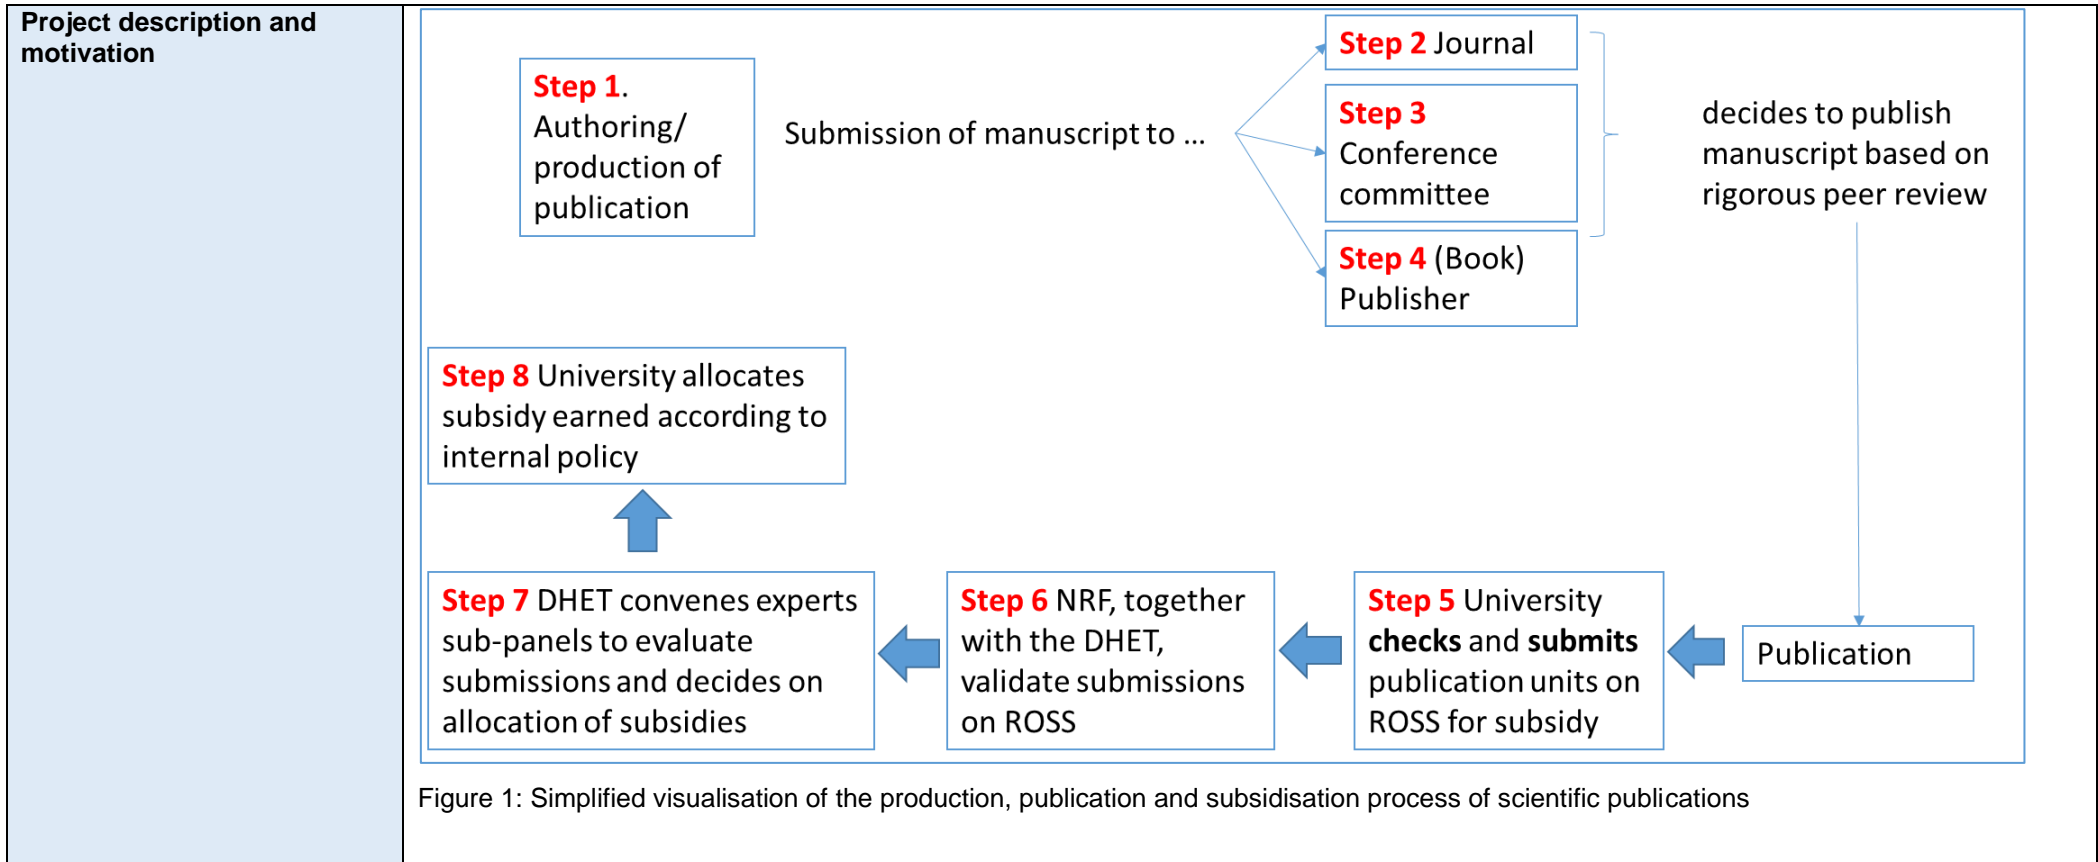 Project description and
motivation
Step 1.
Authoring/
production of
publication
Submission of manuscript to ...
Step 2 Journal
Step 3
Conference
committee
Step 4 (Book)
Publisher
decides to publish
manuscript based on
rigorous peer review
Publication
Step 5 University
checks and submits
publication units on
ROSS for subsidy
Step 6 NRF, together
with the DHET,
validate submissions
on ROSS
Step 7 DHET convenes experts
sub-panels to evaluate
submissions and decides on
allocation of subsidies
Step 8 University allocates
subsidy earned according to
internal policy
Figure 1: Simplified visualisation of the production, publication and subsidisation process of scientific publications